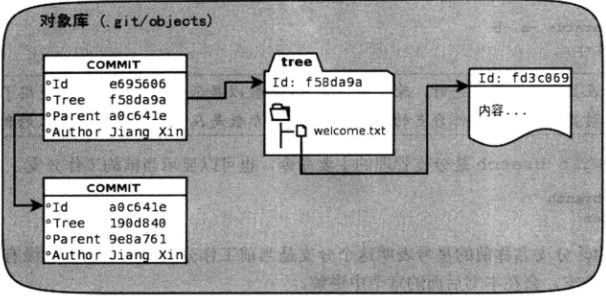 对象库 (.git/objects)
COMMIT
Id e695606
Tree f58da9a
Parent a0c641e
Author Jiang Xin
tree
Id: f58da9a
welcome.txt
Id: fd3c069
内容...
COMMIT
Id a0c641e
Tree 190d840
Parent 9e8a761
Author Jiang Xin